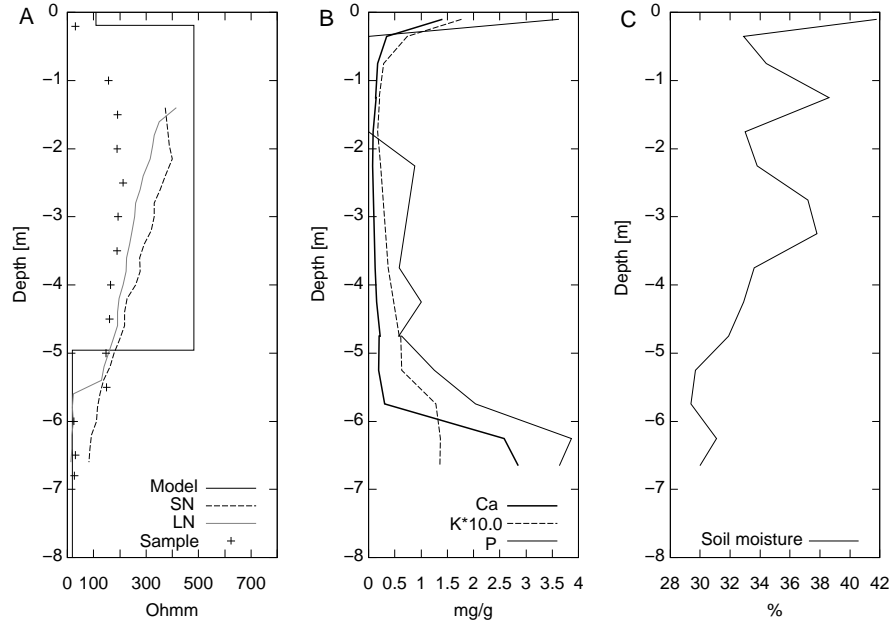 A
Depth [m]
0
−1
−2
−3
−4
−5
−6
−7
−8
Model
SN
LN
Sample
0 100 300 500 700
Ohmm
B
Depth [m]
0
−1
−2
−3
−4
−5
−6
−7
−8
Ca
K*10.0
P
0 0.5 1 1.5 2 2.5 3 3.5 4
mg/g
C
Depth [m]
0
−1
−2
−3
−4
−5
−6
−7
−8
Soil moisture
28 30 32 34 36 38 40 42
%